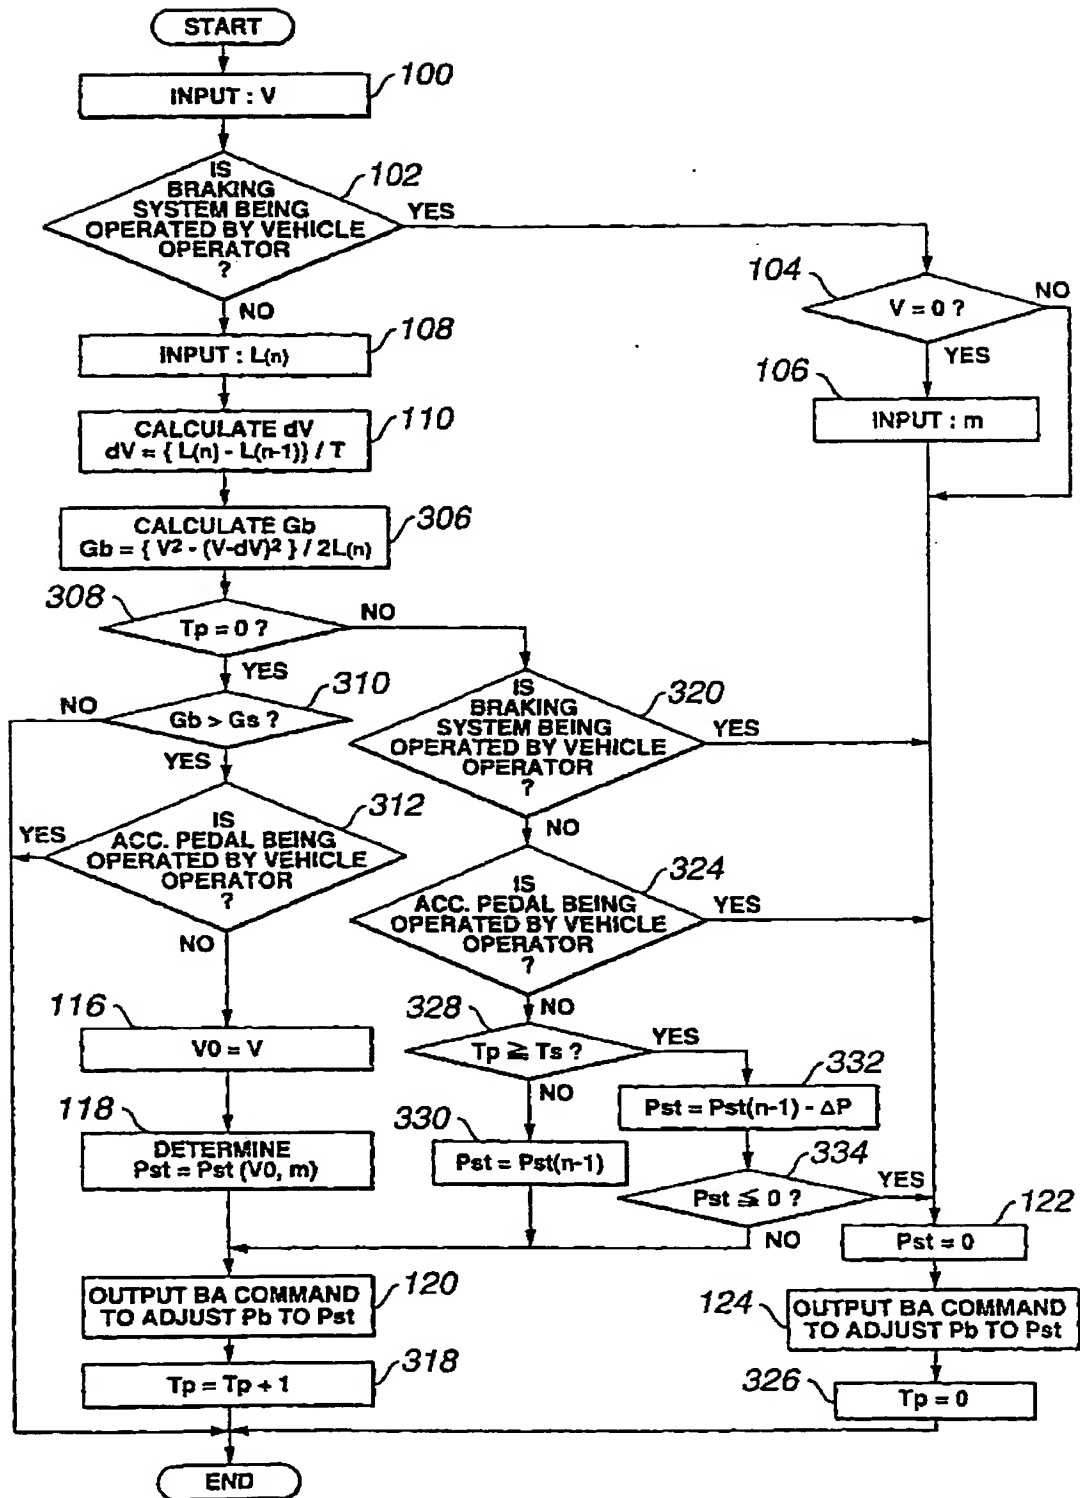 START
100
INPUT : V
102
IS
BRAKING
SYSTEM BEING
OPERATED BY VEHICLE
OPERATOR
?
YES
NO
104
V = 0 ?
NO
YES
108
INPUT : L(n)
106
INPUT : m
110
CALCULATE dV
dV = { L(n) - L(n-1)} / T
306
CALCULATE Gb
Gb = { V² - (V-dV)² } / 2L(n)
308
Tp = 0 ?
NO
YES
310
Gb > Gs ?
NO
YES
320
IS
BRAKING
SYSTEM BEING
OPERATED BY VEHICLE
OPERATOR
?
YES
NO
312
IS
ACC. PEDAL BEING
OPERATED BY VEHICLE
OPERATOR
?
YES
NO
324
IS
ACC. PEDAL BEING
OPERATED BY VEHICLE
OPERATOR
?
YES
NO
116
V0 = V
328
Tp ≧ Ts ?
YES
NO
332
Pst = Pst(n-1) - ΔP
118
DETERMINE
Pst = Pst (V0, m)
330
Pst = Pst(n-1)
334
Pst ≦ 0 ?
YES
NO
122
Pst = 0
120
OUTPUT BA COMMAND
TO ADJUST Pb TO Pst
124
OUTPUT BA COMMAND
TO ADJUST Pb TO Pst
318
Tp = Tp + 1
326
Tp = 0
END